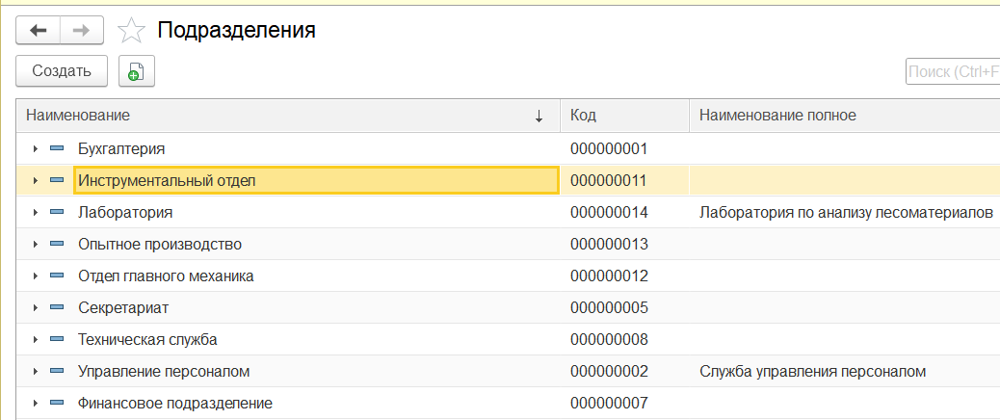 Подразделения
Создать
Поиск (Ctrl+F
Наименование ↓ Код Наименование полное
Бухгалтерия 000000001
Инструментальный отдел 000000011
Лаборатория 000000014 Лаборатория по анализу лесоматериалов
Опытное производство 000000013
Отдел главного механика 000000012
Секретариат 000000005
Техническая служба 000000008
Управление персоналом 000000002 Служба управления персоналом
Финансовое подразделение 000000007